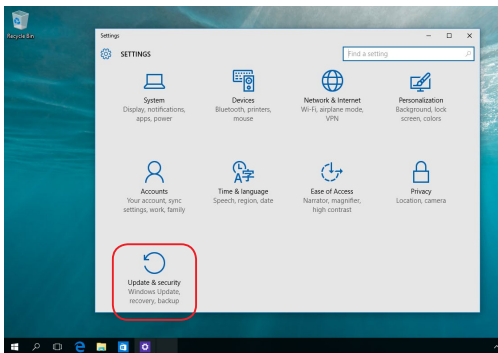 Recycle Bin
Settings
SETTINGS
Find a setting
System
Display, notifications,
apps, power
Devices
Bluetooth, printers,
mouse
Network & Internet
Wi-Fi, airplane mode,
VPN
Personalization
Background, lock
screen, colors
Accounts
Your account, sync
settings, work, family
Time & language
Speech, region, date
Ease of Access
Narrator, magnifier,
high contrast
Privacy
Location, camera
Update & security
Windows Update,
recovery, backup